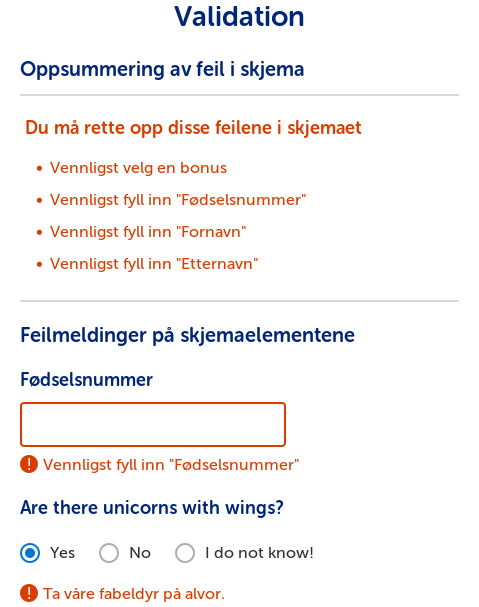 Validation
Oppsummering av feil i skjema
Du må rette opp disse feilene i skjemaet
• Vennligst velg en bonus
• Vennligst fyll inn "Fødselsnummer"
• Vennligst fyll inn "Fornavn"
• Vennligst fyll inn "Etternavn"
Feilmeldinger på skjemaelementene
Fødselsnummer
Vennligst fyll inn "Fødselsnummer"
Are there unicorns with wings?
Yes No I do not know!
Ta våre fabeldyr på alvor.